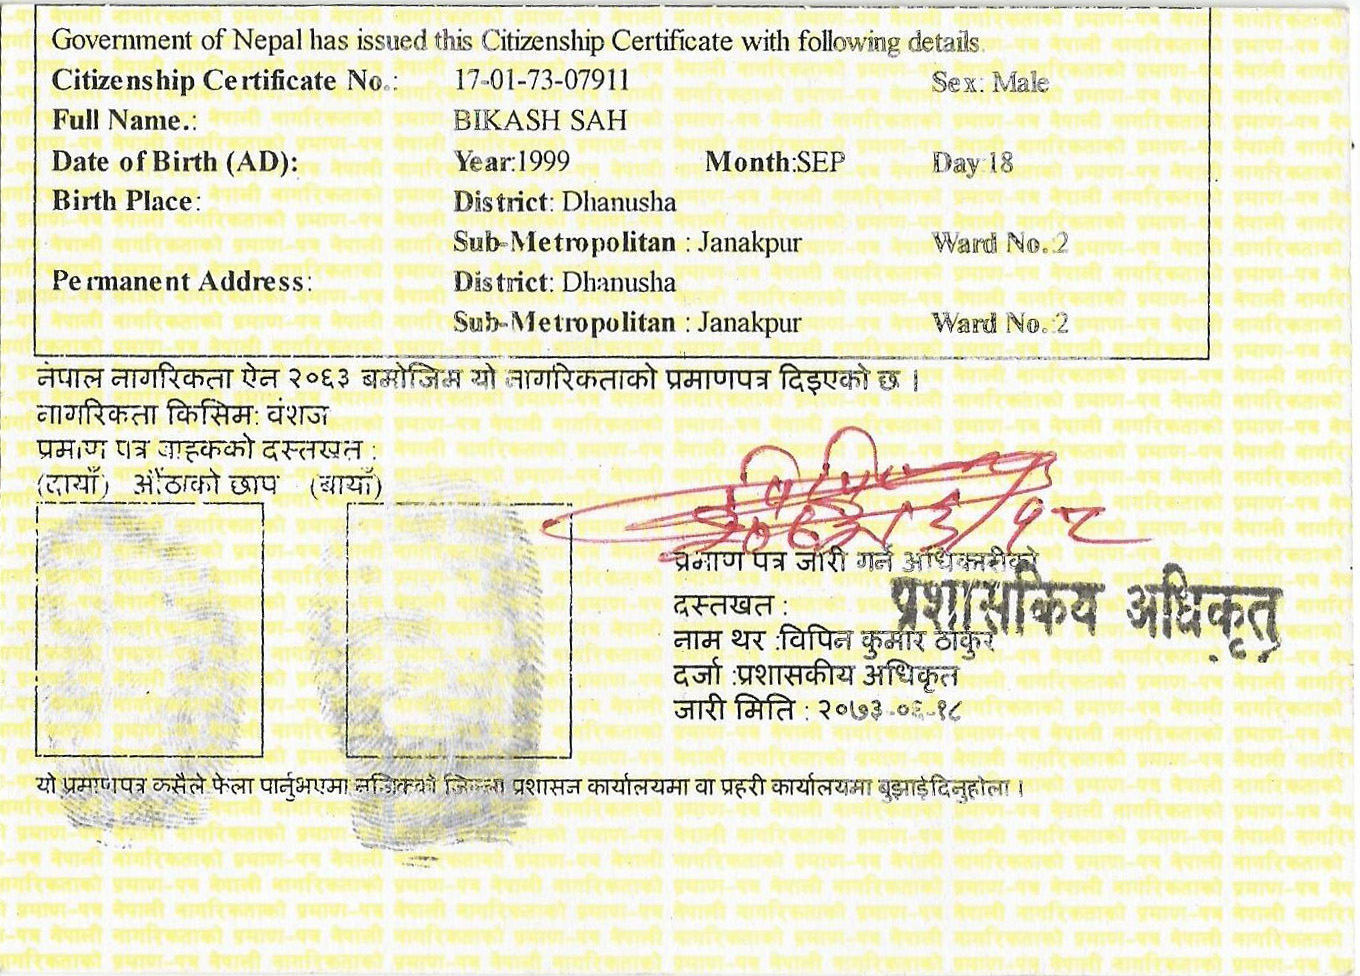 Government of Nepal has issued this Citizenship Certificate with following details.
Citizenship Certificate No.: 17-01-73-07911 Sex: Male
Full Name.: BIKASH SAH
Date of Birth (AD): Year:1999 Month:SEP Day:18
Birth Place: District: Dhanusha
Sub-Metropolitan : Janakpur Ward No.:2
Permanent Address: District: Dhanusha
Sub-Metropolitan : Janakpur Ward No.:2
नेपाल नागरिकता ऐन २०६३ बमोजिम यो नागरिकताको प्रमाणपत्र दिइएको छ ।
नागरिकता किसिम: वंशज
प्रमाण पत्र वाहकको दस्तखत :
(दायाँ) औंठाको छाप (बायाँ)
प्रमाण पत्र जारी गर्ने अधिकारीको
प्रशासकिय अधिकृत
दस्तखत :
नाम थर :विपिन कुमार ठाकुर
दर्जा :प्रशासकीय अधिकृत
जारी मिति : २०७३-०६-१८
यो प्रमाणपत्र कसैले फेला पार्नुभएमा नजिकको जिल्ला प्रशासन कार्यालयमा वा प्रहरी कार्यालयमा बुझाईदिनुहोला ।